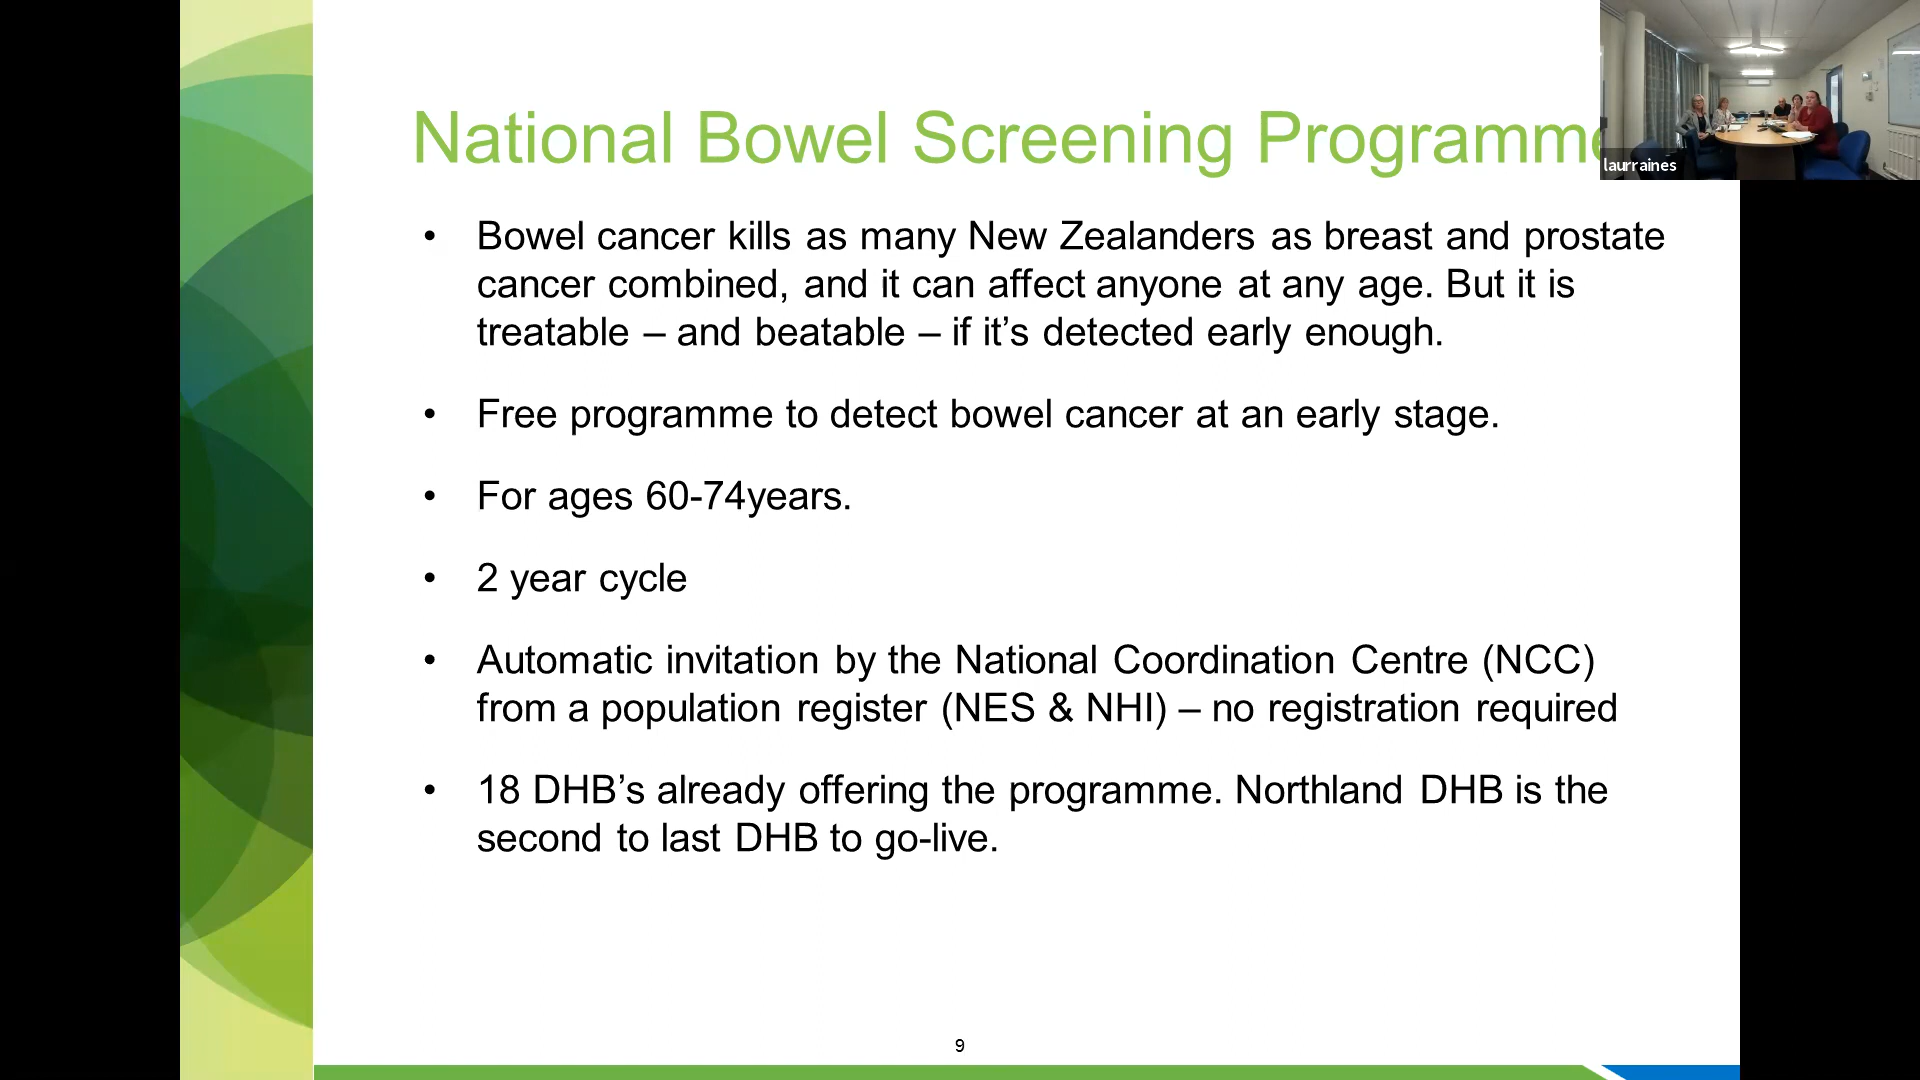 National Bowel Screening Programm
• Bowel cancer kills as many New Zealanders as breast and prostate
cancer combined, and it can affect anyone at any age. But it is
treatable – and beatable – if it’s detected early enough.
• Free programme to detect bowel cancer at an early stage.
• For ages 60-74years.
• 2 year cycle
• Automatic invitation by the National Coordination Centre (NCC)
from a population register (NES & NHI) – no registration required
• 18 DHB’s already offering the programme. Northland DHB is the
second to last DHB to go-live.
9
laurraines